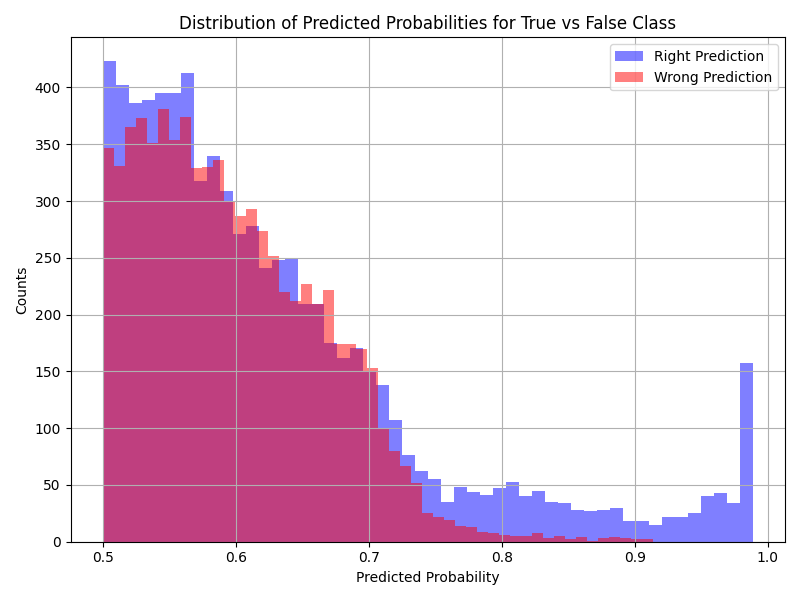 Distribution of Predicted Probabilities for True vs False Class
Right Prediction
Wrong Prediction
Counts
400
350
300
250
200
150
100
50
0
0.5 0.6 0.7 0.8 0.9 1.0
Predicted Probability